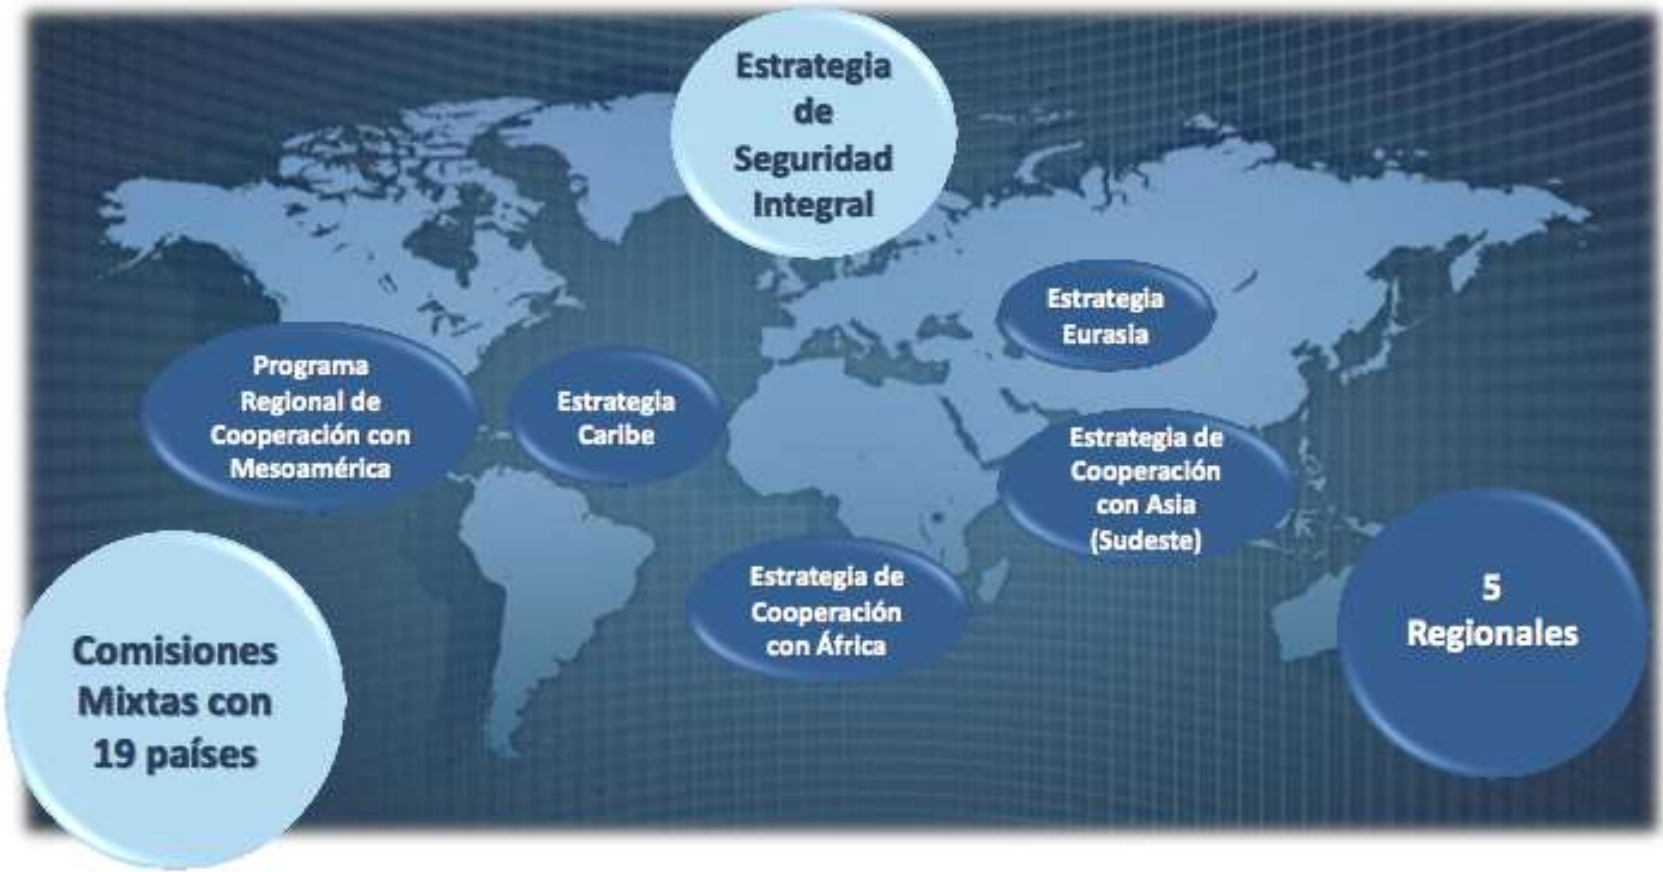 Estrategia
de
Seguridad
Integral
Estrategia
Eurasia
Programa
Regional de
Cooperación con
Mesoamérica
Estrategia
Caribe
Estrategia de
Cooperación
con Asia
(Sudeste)
Estrategia de
Cooperación
con África
5
Regionales
Comisiones
Mixtas con
19 países